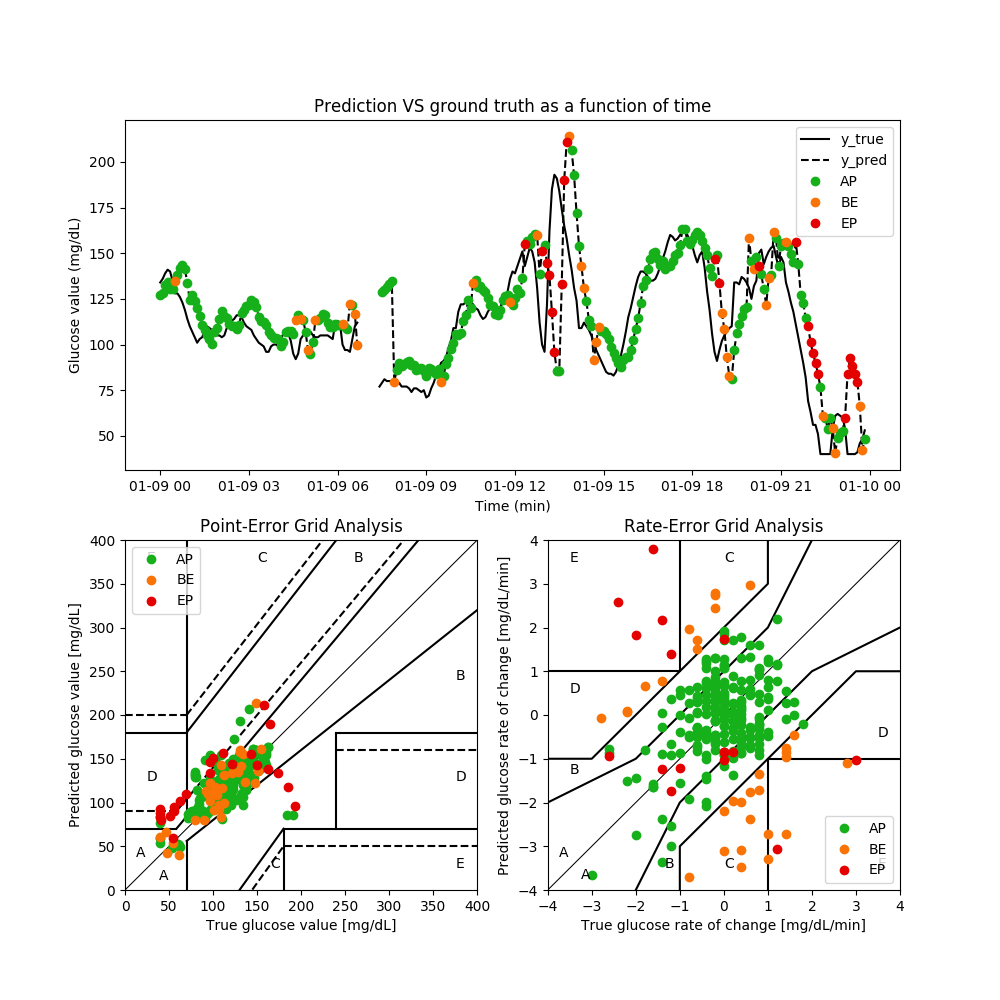 Prediction VS ground truth as a function of time
Glucose value (mg/dL)
200
175
150
125
100
75
50
y_true
y_pred
AP
BE
EP
01-09 00 01-09 03 01-09 06 01-09 09 01-09 12 01-09 15 01-09 18 01-09 21 01-10 00
Time (min)
Point-Error Grid Analysis
Predicted glucose value [mg/dL]
400
350
300
250
200
150
100
50
0
AP
BE
EP
C B
B
D D
A C E
A
0 50 100 150 200 250 300 350 400
True glucose value [mg/dL]
Rate-Error Grid Analysis
Predicted glucose rate of change [mg/dL/min]
4
3
2
1
0
−1
−2
−3
−4
E C
D
D
B
A B C E
A
AP
BE
EP
−4 −3 −2 −1 0 1 2 3 4
True glucose rate of change [mg/dL/min]